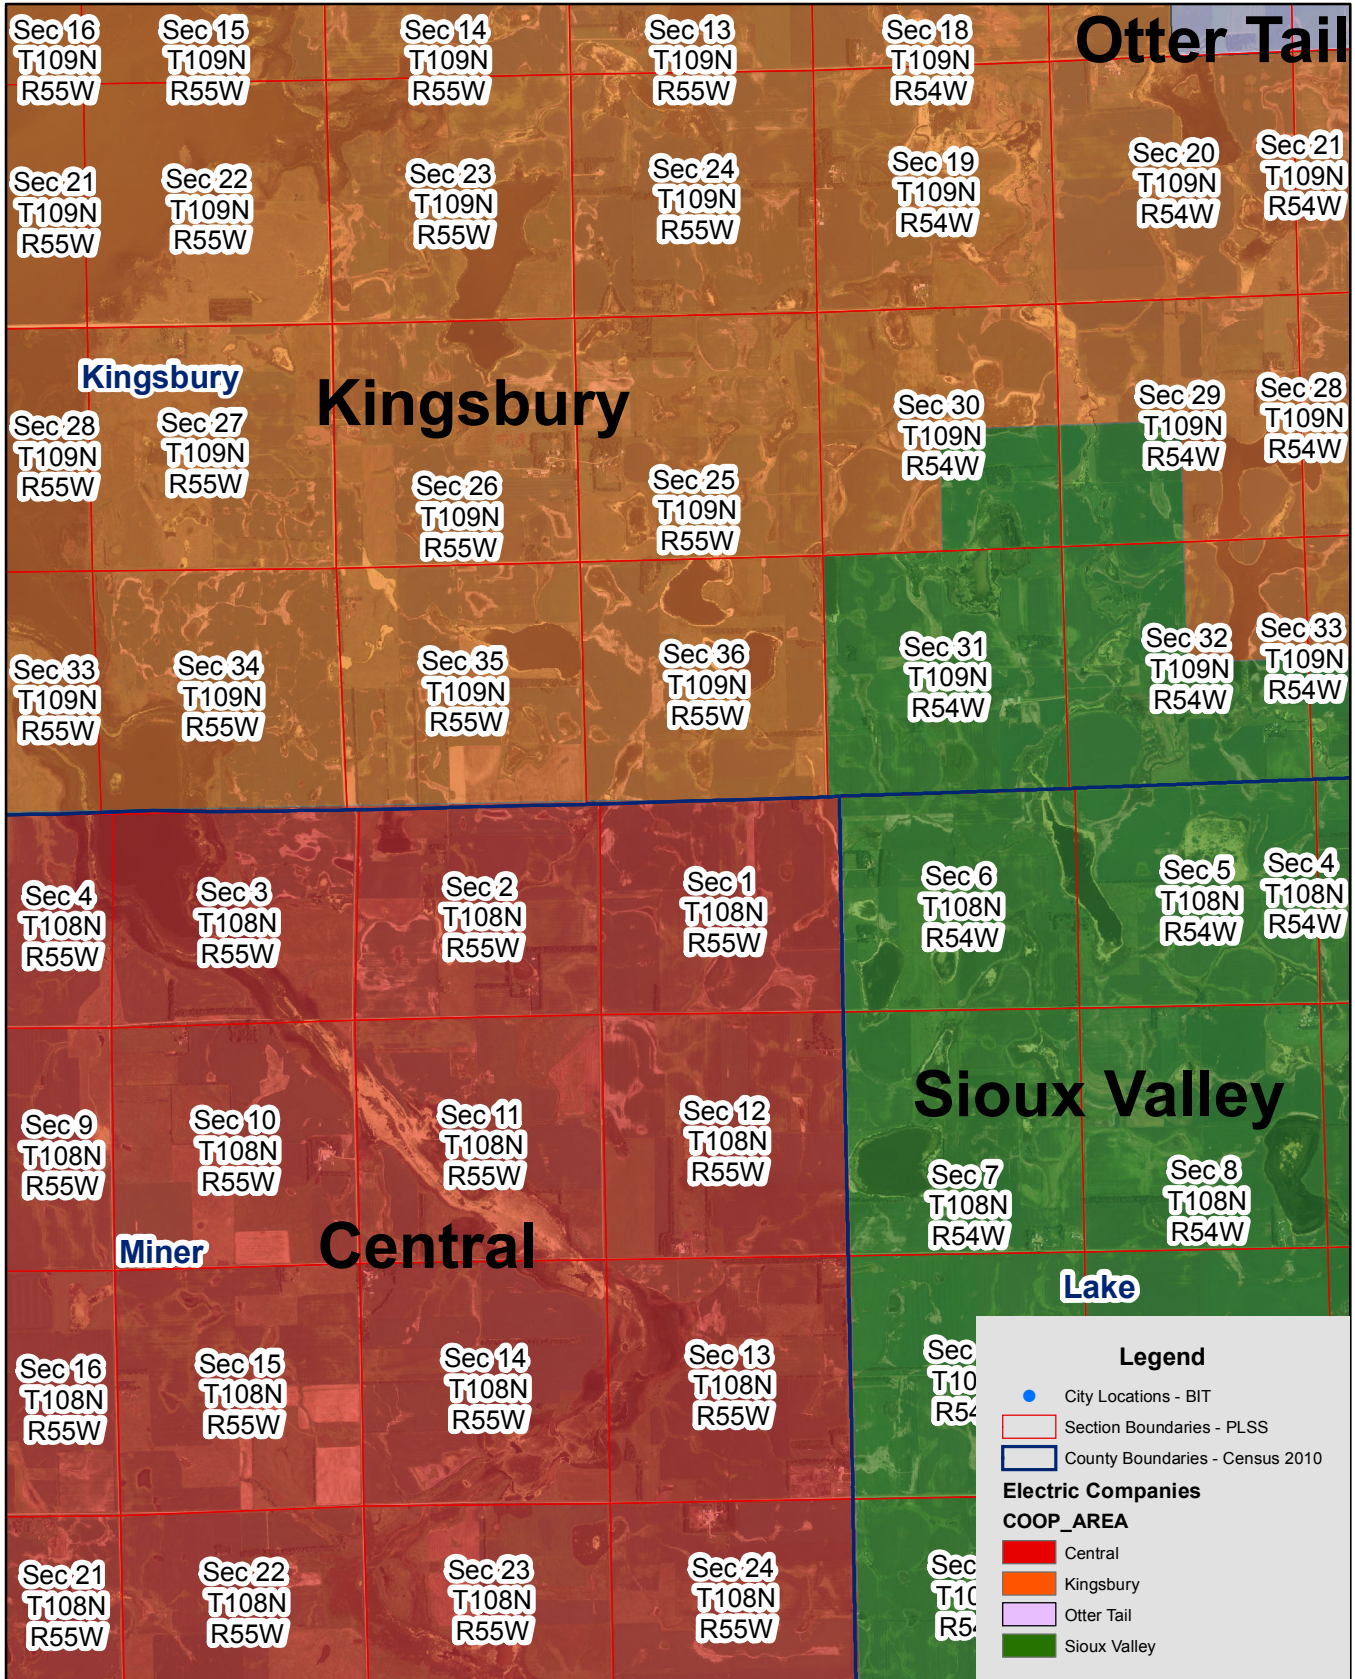 Otter Tail
Sec 16
T109N
R55W
Sec 15
T109N
R55W
Sec 14
T109N
R55W
Sec 13
T109N
R55W
Sec 18
T109N
R54W
Sec 21
T109N
R55W
Sec 22
T109N
R55W
Sec 23
T109N
R55W
Sec 24
T109N
R55W
Sec 19
T109N
R54W
Sec 20
T109N
R54W
Sec 21
T109N
R54W
Kingsbury
Kingsbury
Sec 28
T109N
R55W
Sec 27
T109N
R55W
Sec 26
T109N
R55W
Sec 25
T109N
R55W
Sec 30
T109N
R54W
Sec 29
T109N
R54W
Sec 28
T109N
R54W
Sec 33
T109N
R55W
Sec 34
T109N
R55W
Sec 35
T109N
R55W
Sec 36
T109N
R55W
Sec 31
T109N
R54W
Sec 32
T109N
R54W
Sec 33
T109N
R54W
Sec 4
T108N
R55W
Sec 3
T108N
R55W
Sec 2
T108N
R55W
Sec 1
T108N
R55W
Sec 6
T108N
R54W
Sec 5
T108N
R54W
Sec 4
T108N
R54W
Sioux Valley
Sec 9
T108N
R55W
Sec 10
T108N
R55W
Sec 11
T108N
R55W
Sec 12
T108N
R55W
Sec 7
T108N
R54W
Sec 8
T108N
R54W
Miner
Central
Lake
Sec 16
T108N
R55W
Sec 15
T108N
R55W
Sec 14
T108N
R55W
Sec 13
T108N
R55W
Sec
T10
R54
Sec 21
T108N
R55W
Sec 22
T108N
R55W
Sec 23
T108N
R55W
Sec 24
T108N
R55W
Sec
T10
R54
Legend
City Locations - BIT
Section Boundaries - PLSS
County Boundaries - Census 2010
Electric Companies
COOP_AREA
Central
Kingsbury
Otter Tail
Sioux Valley